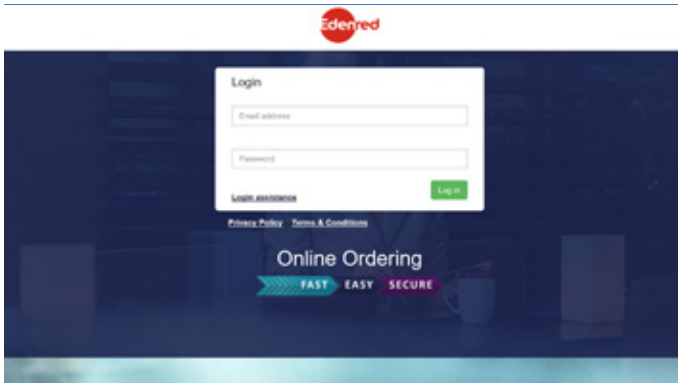 Edenred
Login
Email address
Password
Login assistance
Log in
Privacy Policy Terms & Conditions
Online Ordering
FAST EASY SECURE